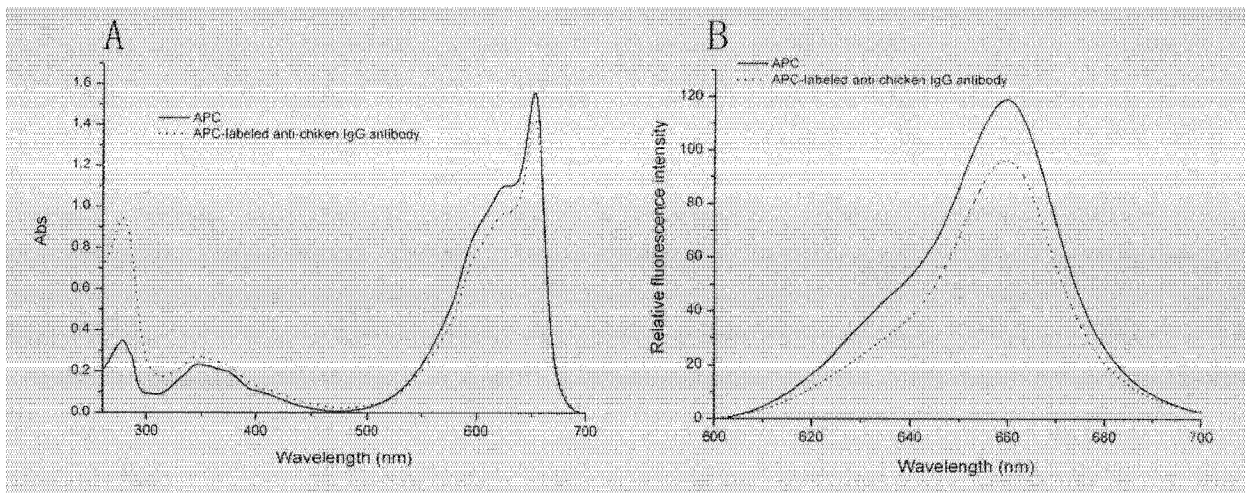 A
1.6
1.4
1.2
1.0
0.8
0.6
0.4
0.2
0.0
Abs
APC
APC-labeled anti-chiken IgG antibody
300
400
500
600
700
Wavelength (nm)
B
APC
APC-labeled anti-chicken IgG antibody
120
100
80
60
40
20
0
Relative fluorescence intensity
600
620
640
660
680
700
Wavelength (nm)